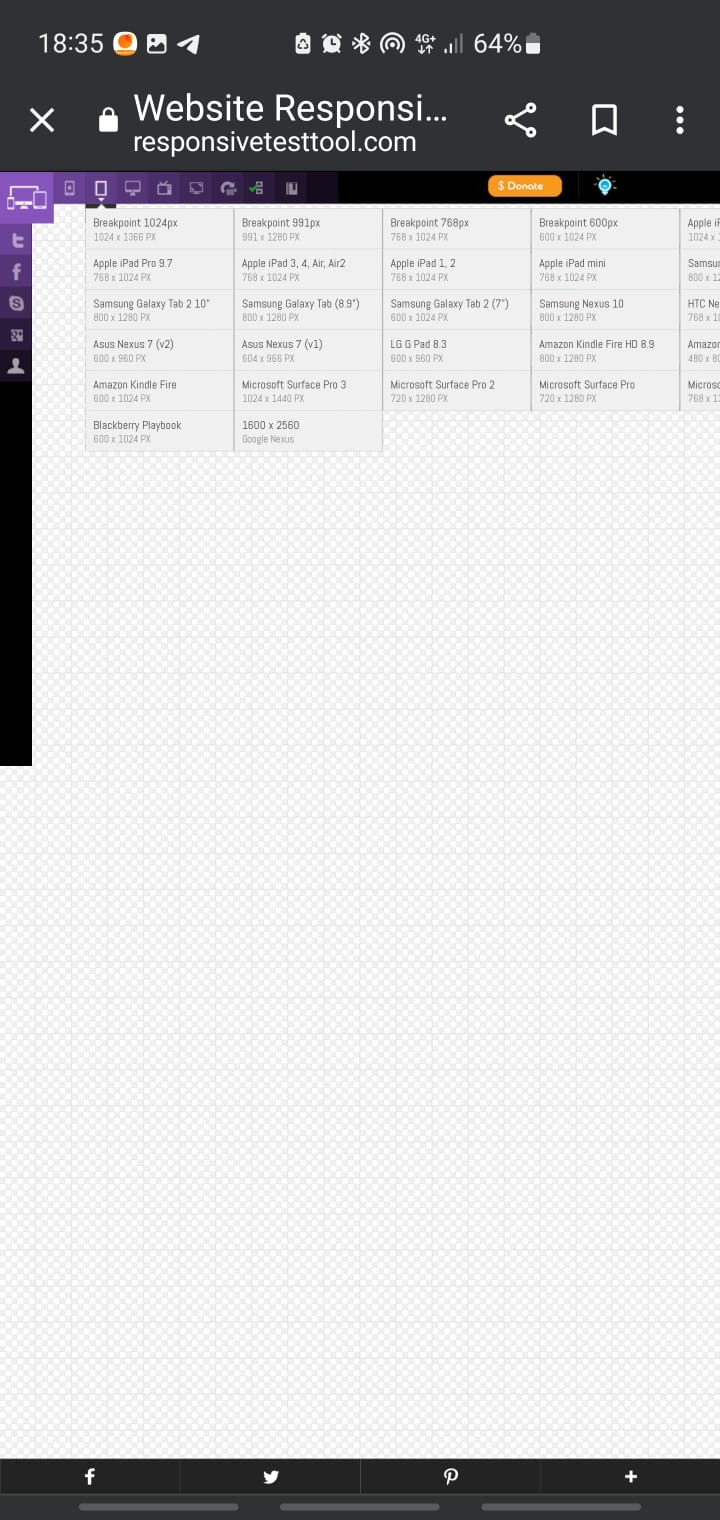 18:35
4G+
64%
Website Responsi...
responsivetesttool.com
$ Donate
Breakpoint 1024px
1024 x 1366 PX
Breakpoint 991px
991 x 1280 PX
Breakpoint 768px
768 x 1024 PX
Breakpoint 600px
600 x 1024 PX
Apple iPad Pro 9.7
768 x 1024 PX
Apple iPad 3, 4, Air, Air2
768 x 1024 PX
Apple iPad 1, 2
768 x 1024 PX
Apple iPad mini
768 x 1024 PX
Samsung Galaxy Tab 2 10"
800 x 1280 PX
Samsung Galaxy Tab (8.9")
800 x 1280 PX
Samsung Galaxy Tab 2 (7")
600 x 1024 PX
Samsung Nexus 10
800 x 1280 PX
HTC Ne
Asus Nexus 7 (v2)
600 x 960 PX
Asus Nexus 7 (v1)
604 x 966 PX
LG G Pad 8.3
600 x 960 PX
Amazon Kindle Fire HD 8.9
800 x 1280 PX
Amazon Kindle Fire
600 x 1024 PX
Microsoft Surface Pro 3
1024 x 1440 PX
Microsoft Surface Pro 2
720 x 1280 PX
Microsoft Surface Pro
720 x 1280 PX
Blackberry Playbook
600 x 1024 PX
1600 x 2560
Google Nexus